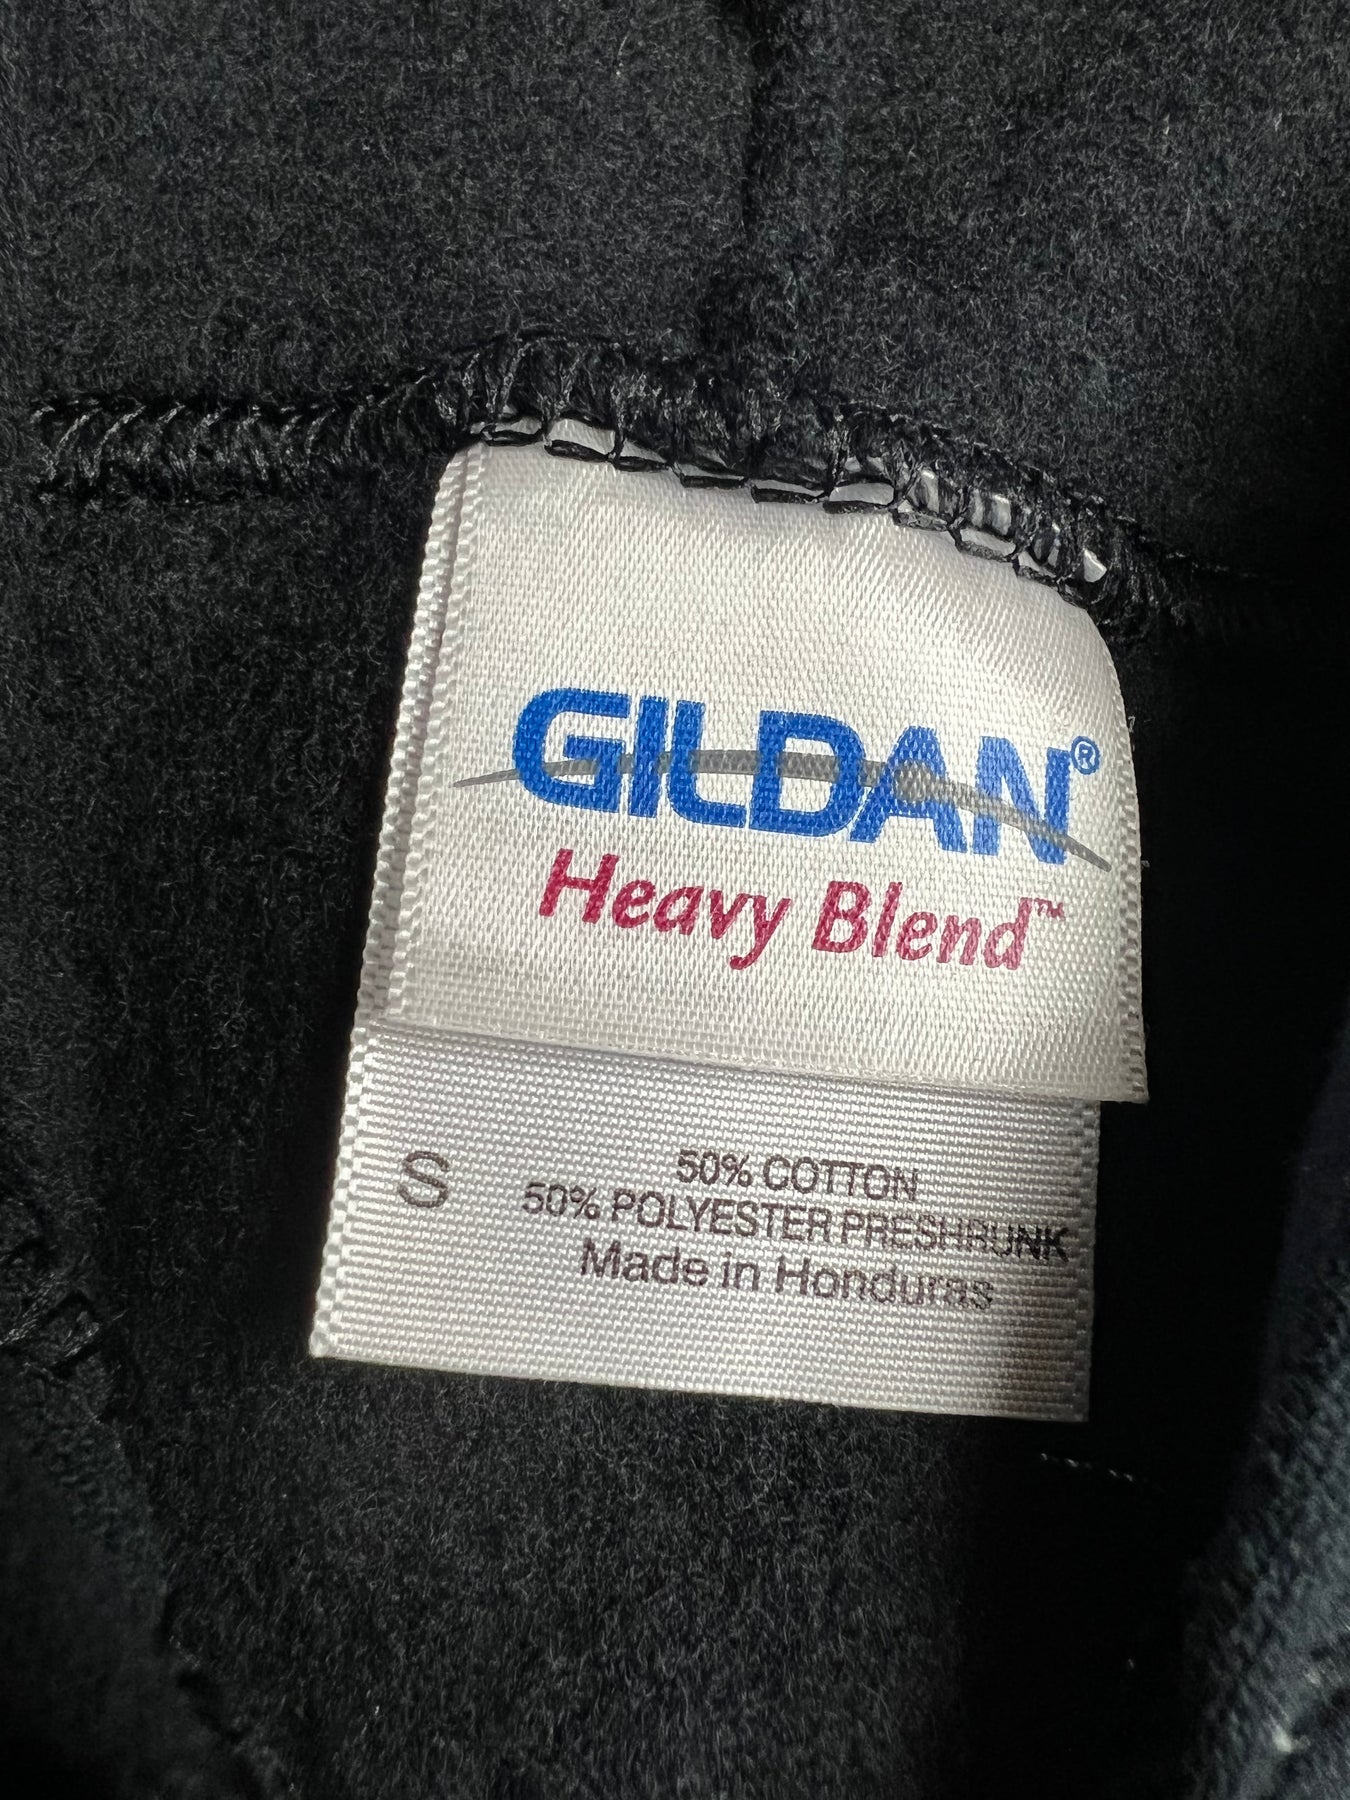 GILDAN®
Heavy Blend™
S
50% COTTON
50% POLYESTER PRESHRUNK
Made in Honduras